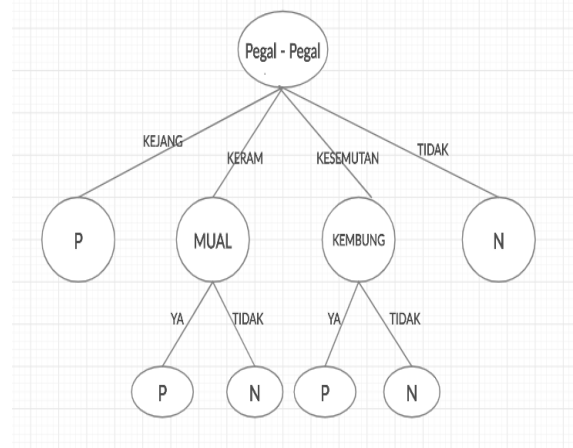 Pegal - Pegal
KEJANG
KERAM
KESEMUTAN
TIDAK
P
MUAL
KEMBUNG
N
YA
TIDAK
YA
TIDAK
P
N
P
N